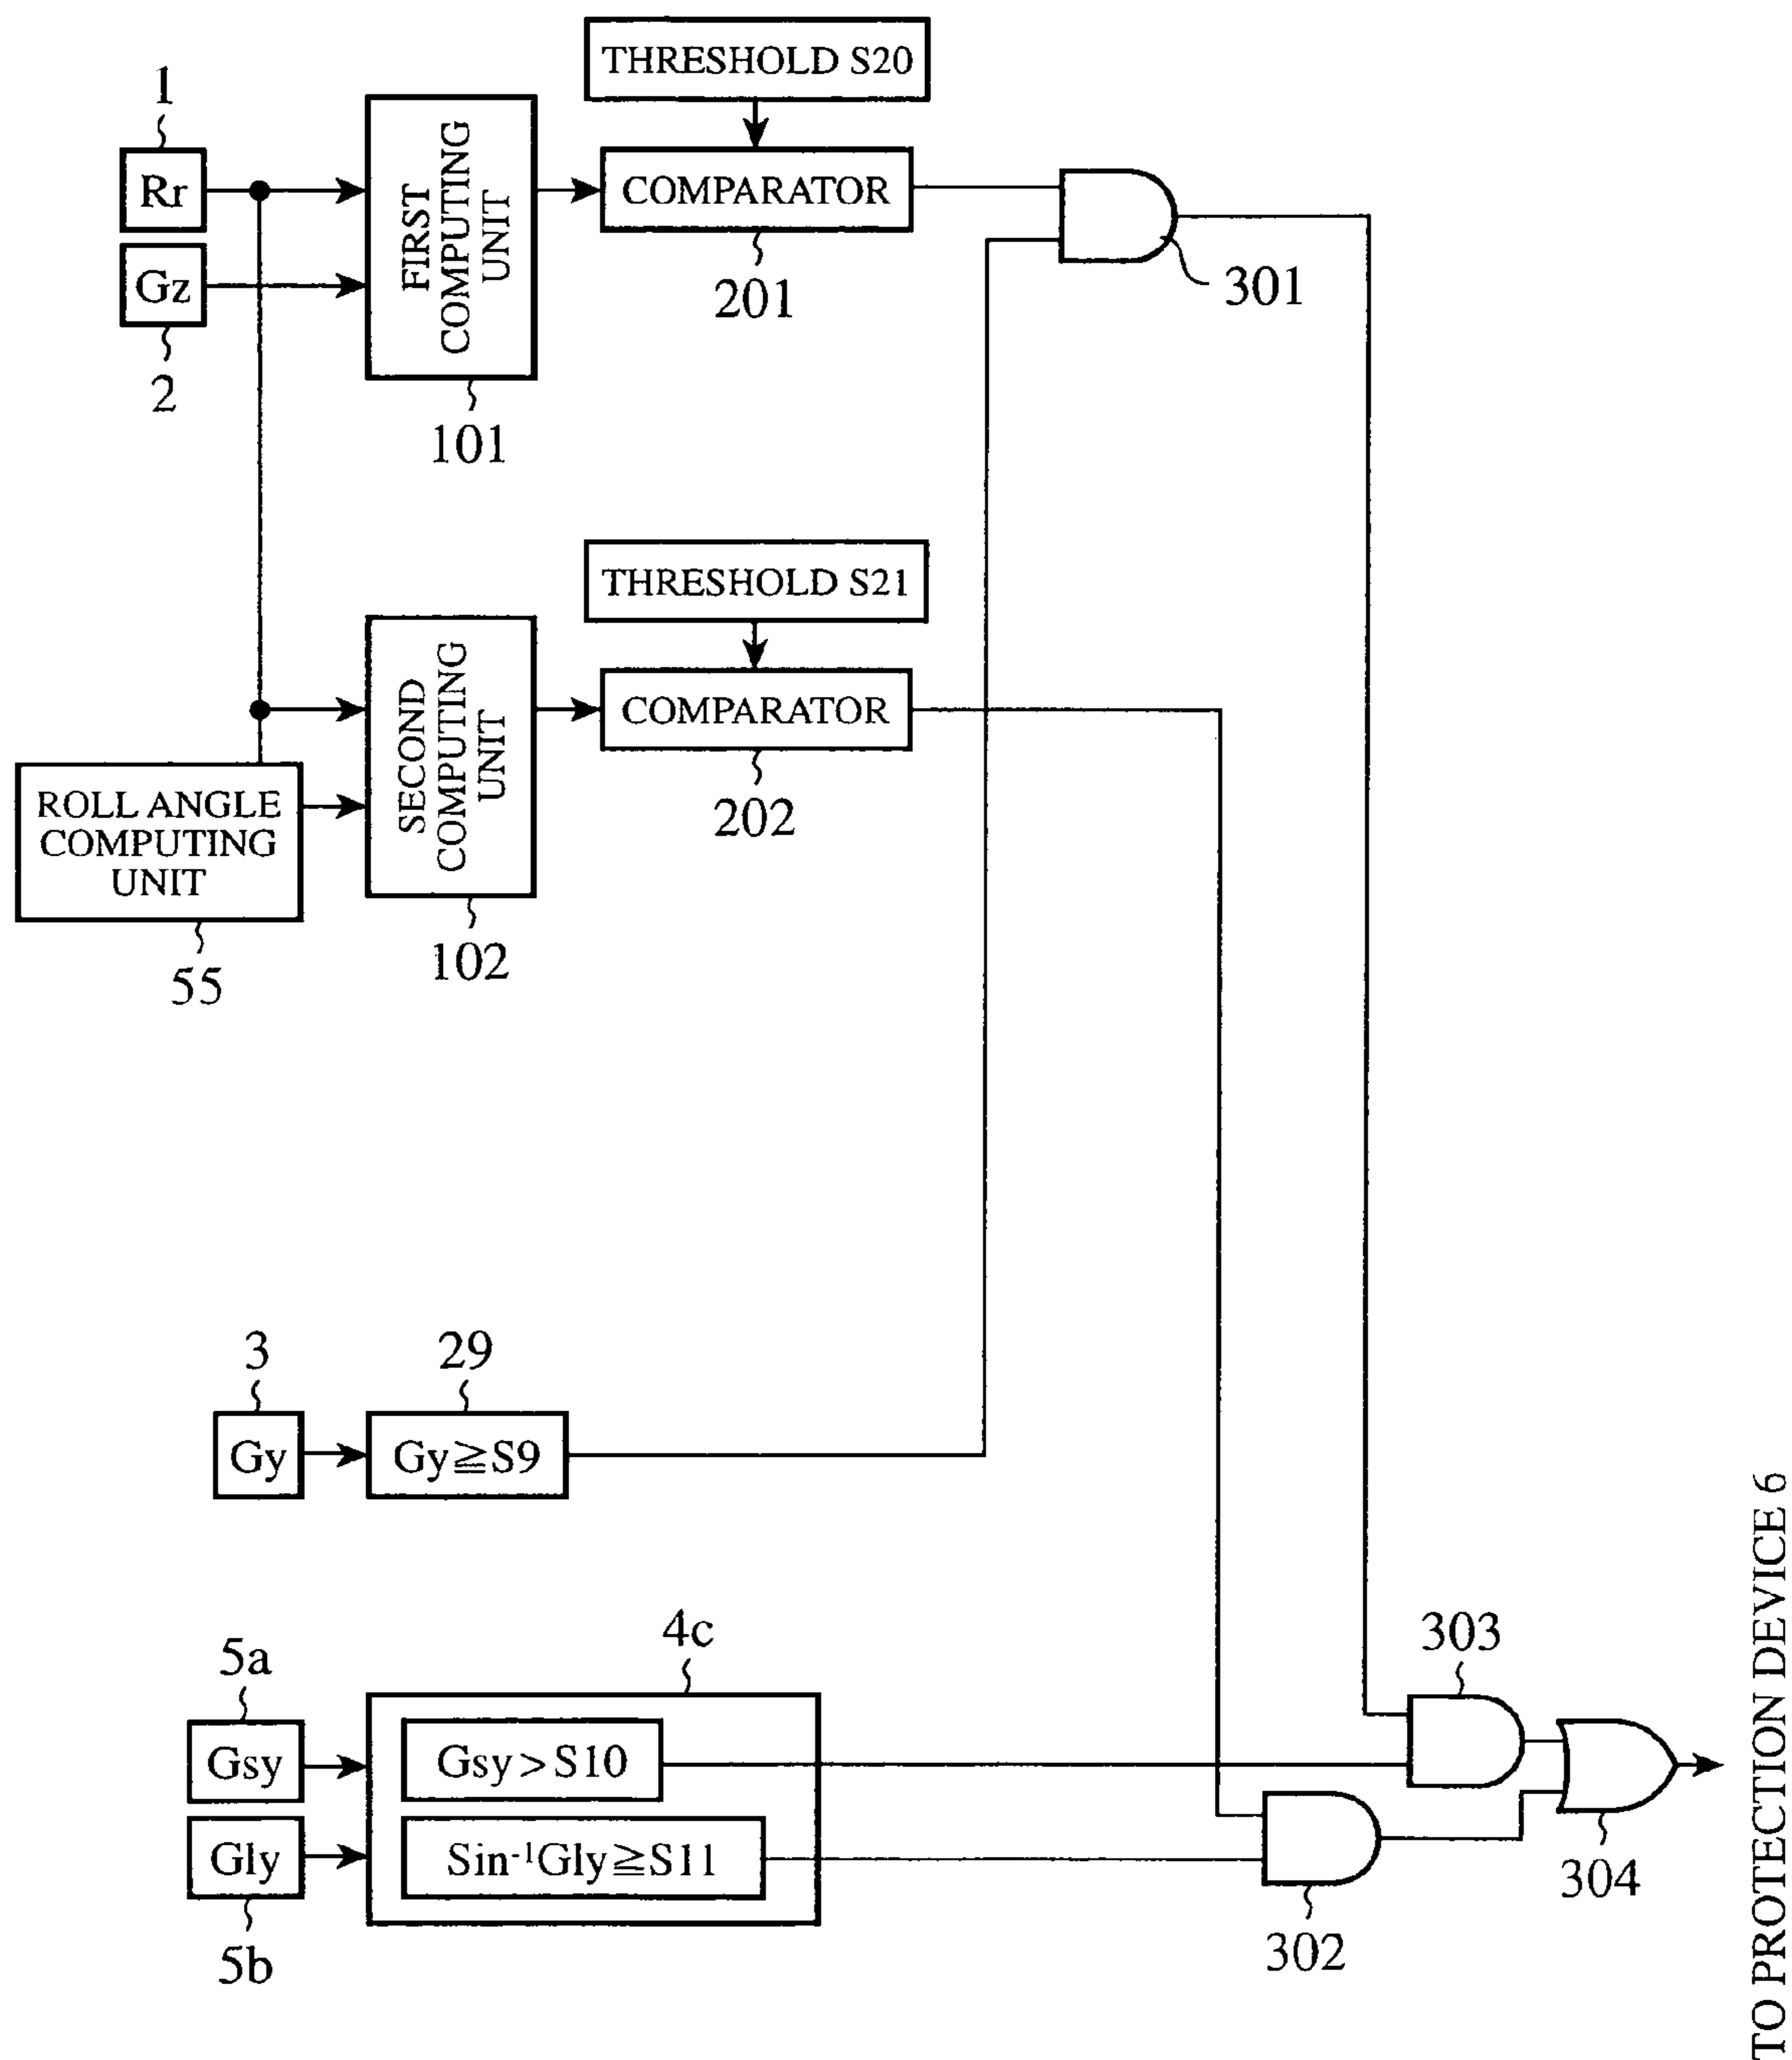 THRESHOLD S20
1
Rr
Gz
2
FIRST
COMPUTING
UNIT
101
COMPARATOR
201
301
THRESHOLD S21
SECOND
COMPUTING
UNIT
102
COMPARATOR
202
ROLL ANGLE
COMPUTING
UNIT
55
3
Gy
29
Gy≧S9
5a
Gsy
Gly
5b
4c
Gsy>S10
Sin⁻¹Gly≧S11
303
302
304
TO PROTECTION DEVICE 6